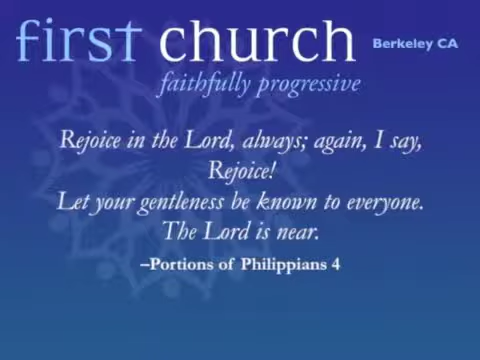 first church Berkeley CA
faithfully progressive
Rejoice in the Lord, always; again, I say,
Rejoice!
Let your gentleness be known to everyone.
The Lord is near.
–Portions of Philippians 4